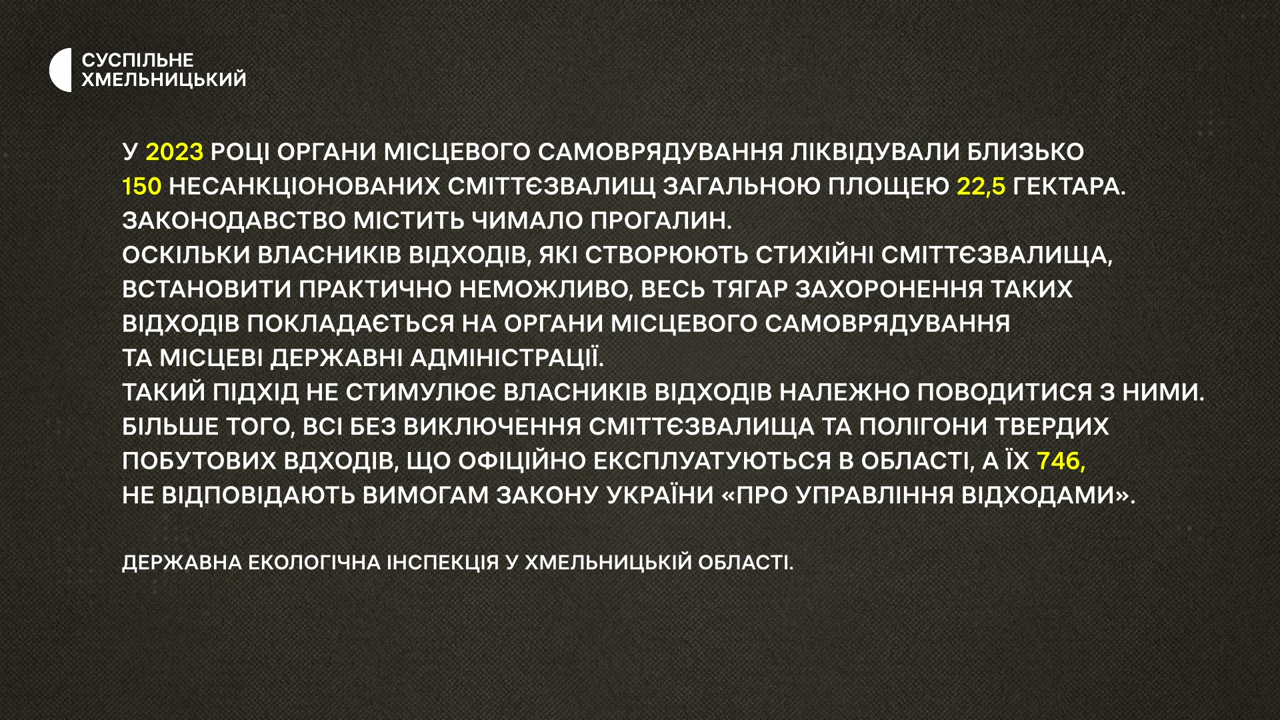 СУСПІЛЬНЕ
ХМЕЛЬНИЦЬКИЙ
У 2023 РОЦІ ОРГАНИ МІСЦЕВОГО САМОВРЯДУВАННЯ ЛІКВІДУВАЛИ БЛИЗЬКО
150 НЕСАНКЦІОНОВАНИХ СМІТТЄЗВАЛИЩ ЗАГАЛЬНОЮ ПЛОЩЕЮ 22,5 ГЕКТАРА.
ЗАКОНОДАВСТВО МІСТИТЬ ЧИМАЛО ПРОГАЛИН.
ОСКІЛЬКИ ВЛАСНИКІВ ВІДХОДІВ, ЯКІ СТВОРЮЮТЬ СТИХІЙНІ СМІТТЄЗВАЛИЩА,
ВСТАНОВИТИ ПРАКТИЧНО НЕМОЖЛИВО, ВЕСЬ ТЯГАР ЗАХОРОНЕННЯ ТАКИХ
ВІДХОДІВ ПОКЛАДАЄТЬСЯ НА ОРГАНИ МІСЦЕВОГО САМОВРЯДУВАННЯ
ТА МІСЦЕВІ ДЕРЖАВНІ АДМІНІСТРАЦІЇ.
ТАКИЙ ПІДХІД НЕ СТИМУЛЮЄ ВЛАСНИКІВ ВІДХОДІВ НАЛЕЖНО ПОВОДИТИСЯ З НИМИ.
БІЛЬШЕ ТОГО, ВСІ БЕЗ ВИКЛЮЧЕННЯ СМІТТЄЗВАЛИЩА ТА ПОЛІГОНИ ТВЕРДИХ
ПОБУТОВИХ ВДХОДІВ, ЩО ОФІЦІЙНО ЕКСПЛУАТУЮТЬСЯ В ОБЛАСТІ, А ЇХ 746,
НЕ ВІДПОВІДАЮТЬ ВИМОГАМ ЗАКОНУ УКРАЇНИ «ПРО УПРАВЛІННЯ ВІДХОДАМИ».
ДЕРЖАВНА ЕКОЛОГІЧНА ІНСПЕКЦІЯ У ХМЕЛЬНИЦЬКІЙ ОБЛАСТІ.